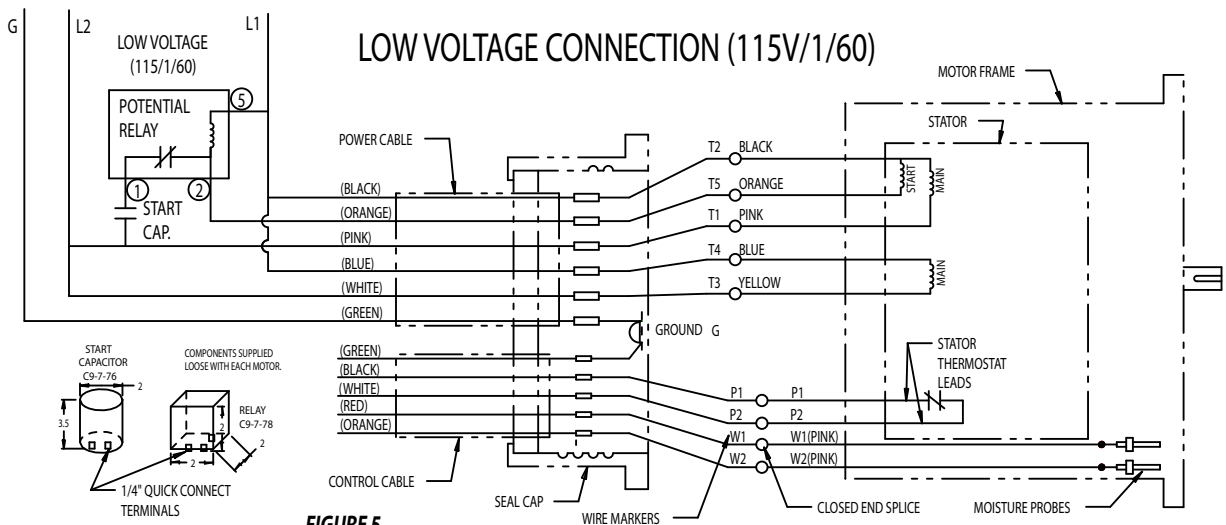 G
L2
L1
LOW VOLTAGE
(115/1/60)
LOW VOLTAGE CONNECTION (115V/1/60)
POTENTIAL
RELAY
5
1
2
START
CAP.
POWER CABLE
(BLACK)
(ORANGE)
(PINK)
(BLUE)
(WHITE)
(GREEN)
MOTOR FRAME
STATOR
T2 BLACK
T5 ORANGE
T1 PINK
T4 BLUE
T3 YELLOW
START
MAIN
MAIN
GROUND G
(GREEN)
(BLACK)
(WHITE)
(RED)
(ORANGE)
STATOR
THERMOSTAT
LEADS
P1 P1
P2 P2
W1 W1(PINK)
W2 W2(PINK)
START
CAPACITOR
C9-7-76
2
3.5
COMPONENTS SUPPLIED
LOOSE WITH EACH MOTOR.
RELAY
C9-7-78
2
2
2
1/4" QUICK CONNECT
TERMINALS
CONTROL CABLE
SEAL CAP
WIRE MARKERS
CLOSED END SPLICE
MOISTURE PROBES
FIGURE 5